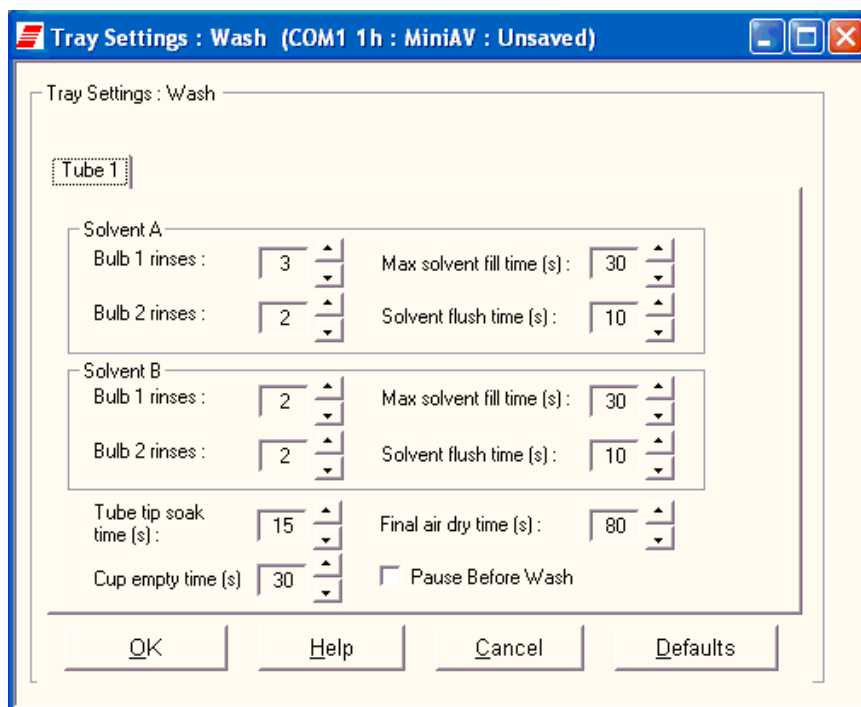 Tray Settings : Wash (COM1 1h : MiniAV : Unsaved)
Tray Settings : Wash
Tube 1
Solvent A
Bulb 1 rinses : 3 Max solvent fill time (s) : 30
Bulb 2 rinses : 2 Solvent flush time (s) : 10
Solvent B
Bulb 1 rinses : 2 Max solvent fill time (s) : 30
Bulb 2 rinses : 2 Solvent flush time (s) : 10
Tube tip soak
time (s) : 15 Final air dry time (s) : 80
Cup empty time (s) 30 Pause Before Wash
OK Help Cancel Defaults